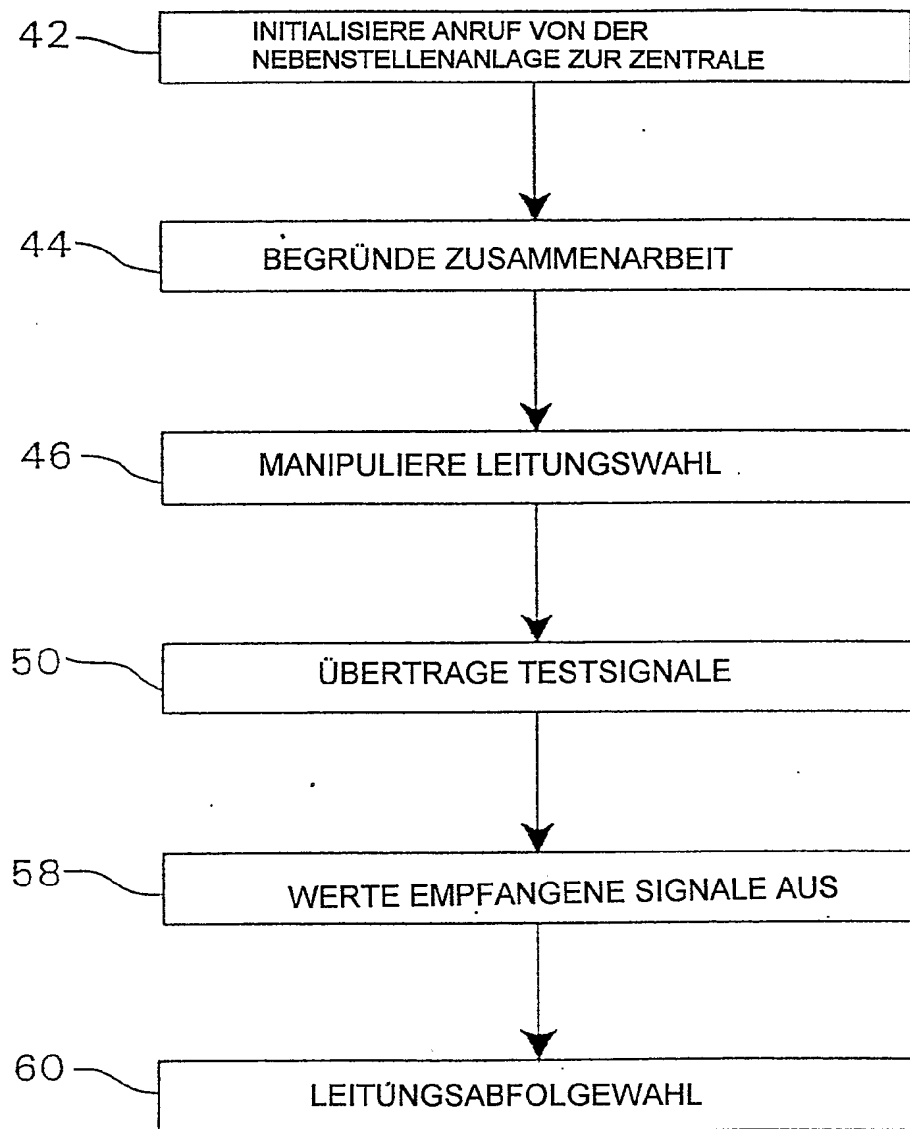 42
INITIALISIERE ANRUF VON DER
NEBENSTELLENANLAGE ZUR ZENTRALE
44
BEGRÜNDE ZUSAMMENARBEIT
46
MANIPULIERE LEITUNGSWAHL
50
ÜBERTRAGE TESTSIGNALE
58
WERTE EMPFANGENE SIGNALE AUS
60
LEITUNGSABFOLGEWAHL